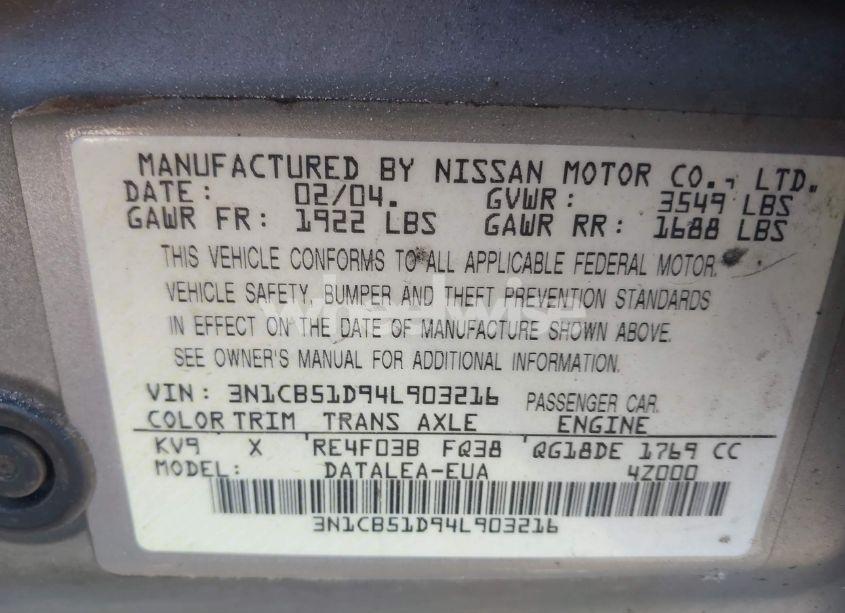 MANUFACTURED BY NISSAN MOTOR CO., LTD.
DATE: 02/04. GVWR: 3549 LBS
GAWR FR: 1922 LBS GAWR RR: 1688 LBS
THIS VEHICLE CONFORMS TO ALL APPLICABLE FEDERAL MOTOR
VEHICLE SAFETY, BUMPER AND THEFT PREVENTION STANDARDS
IN EFFECT ON THE DATE OF MANUFACTURE SHOWN ABOVE.
SEE OWNER'S MANUAL FOR ADDITIONAL INFORMATION.
wheelwise
VIN: 3N1CB51D94L903216 PASSENGER CAR
COLOR TRIM TRANS AXLE ENGINE
KV9 X RE4F03B FQ38 QG18DE 1769 CC
MODEL: DATALEA-EUA 4Z000
3N1CB51D94L903216